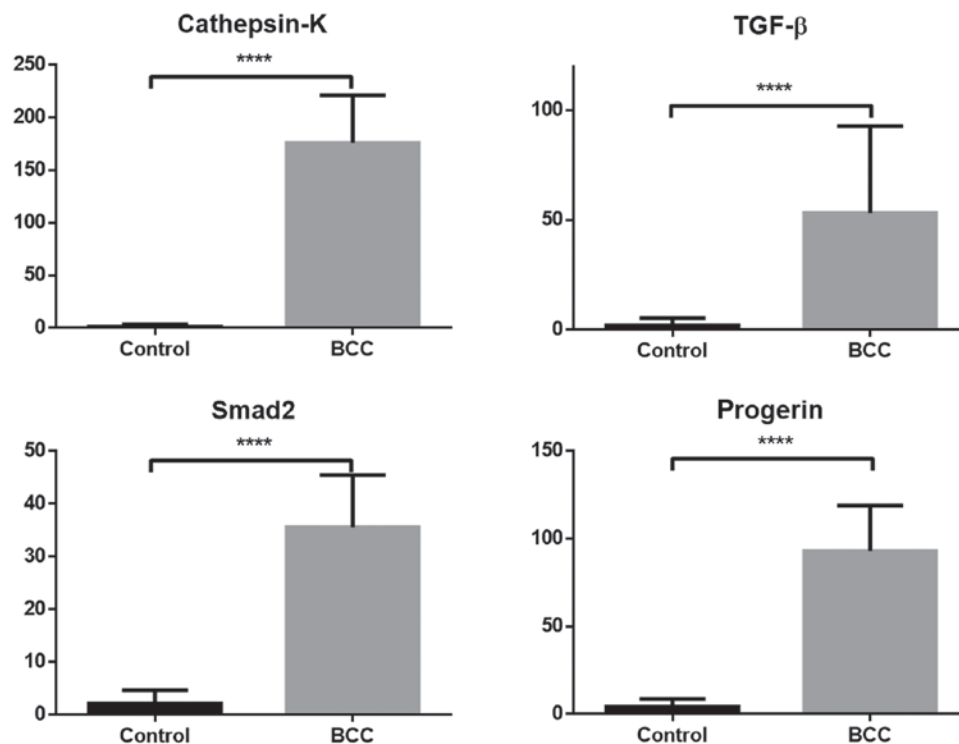 Cathepsin-K
****
250
200
150
100
50
0
Control BCC
TGF-β
****
100
50
0
Control BCC
Smad2
****
50
40
30
20
10
0
Control BCC
Progerin
****
150
100
50
0
Control BCC